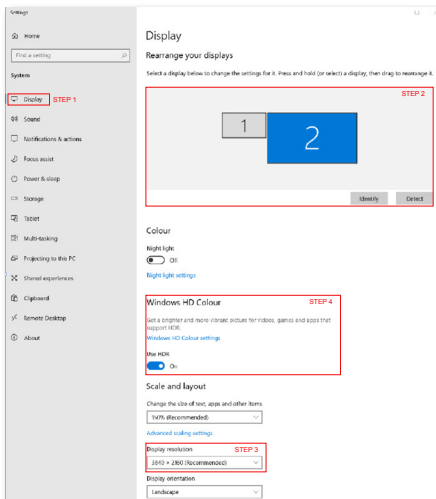 Settings
Home
Find a setting
System
Display STEP 1
Sound
Notifications & actions
Focus assist
Power & sleep
Storage
Tablet
Multi-tasking
Projecting to this PC
Shared experiences
Clipboard
Remote Desktop
About
Display
Rearrange your displays
Select a display below to change the settings for it. Press and hold (or select) a display, then drag to rearrange it.
STEP 2
1 2
Identify Detect
Colour
Night light
Off
Night light settings
Windows HD Colour STEP 4
Get a brighter and more vibrant picture for videos, games and apps that
support HDR.
Windows HD Colour settings
Use HDR
On
Scale and layout
Change the size of text, apps and other items
150% (Recommended)
Advanced scaling settings
Display resolution STEP 3
3840 × 2160 (Recommended)
Display orientation
Landscape